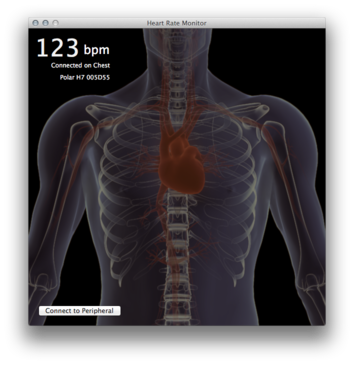 Heart Rate Monitor
123 bpm
Connected on Chest
Polar H7 005D55
Connect to Peripheral